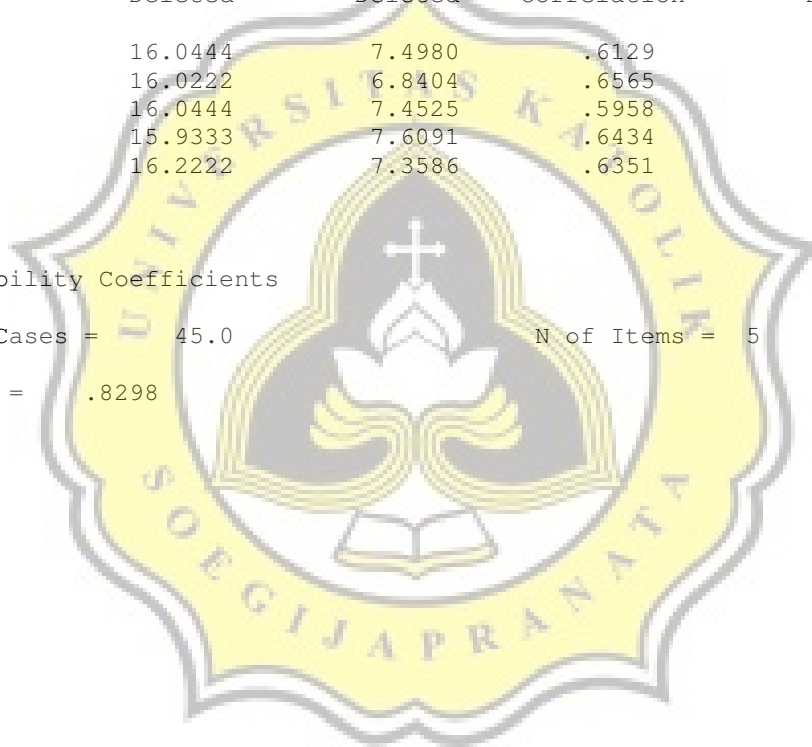 Deleted Deleted Correlation
16.0444 7.4980 .6129
16.0222 6.8404 .6565
16.0444 7.4525 .5958
15.9333 7.6091 .6434
16.2222 7.3586 .6351
bility Coefficients
Cases = 45.0 N of Items = 5
= .8298
UNIVERSITAS KATOLIK
SOEGIJAPRANATA